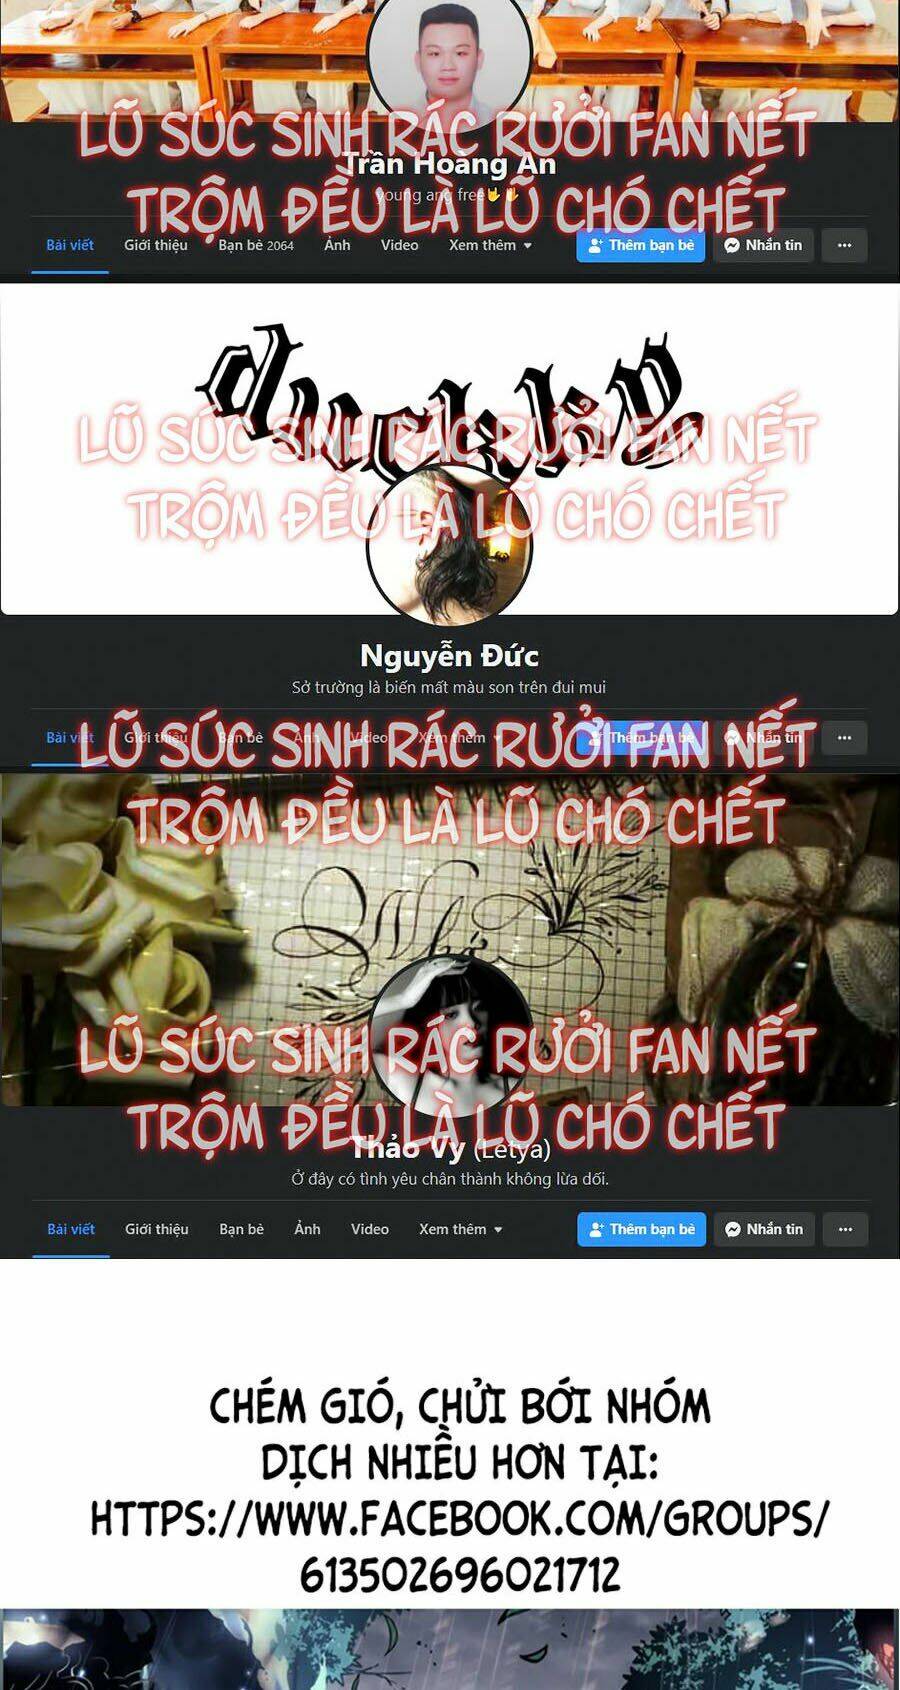 LŨ SÚC SINH RÁC RƯỞI FAN NẾT
Trần Hoàng Ân
young ang free
TRỘM ĐỀU LÀ LŨ CHÓ CHẾT
Bài viết Giới thiệu Bạn bè 2064 Ảnh Video Xem thêm Thêm bạn bè Nhắn tin ...
duckky
LŨ SÚC SINH RÁC RƯỞI FAN NẾT
TRỘM ĐỀU LÀ LŨ CHÓ CHẾT
Nguyễn Đức
Sở trường là biến mất màu son trên đui mui
LŨ SÚC SINH RÁC RƯỞI FAN NẾT
Bài viết Giới thiệu Bạn bè Ảnh Video Xem thêm Thêm bạn bè Nhắn tin ...
TRỘM ĐỀU LÀ LŨ CHÓ CHẾT
LŨ SÚC SINH RÁC RƯỞI FAN NẾT
TRỘM ĐỀU LÀ LŨ CHÓ CHẾT
Thảo Vy (Letya)
Ở đây có tình yêu chân thành không lừa dối.
Bài viết Giới thiệu Bạn bè Ảnh Video Xem thêm Thêm bạn bè Nhắn tin ...
CHÉM GIÓ, CHỬI BỚI NHÓM
DỊCH NHIỀU HƠN TẠI:
HTTPS://WWW.FACEBOOK.COM/GROUPS/
613502696021712